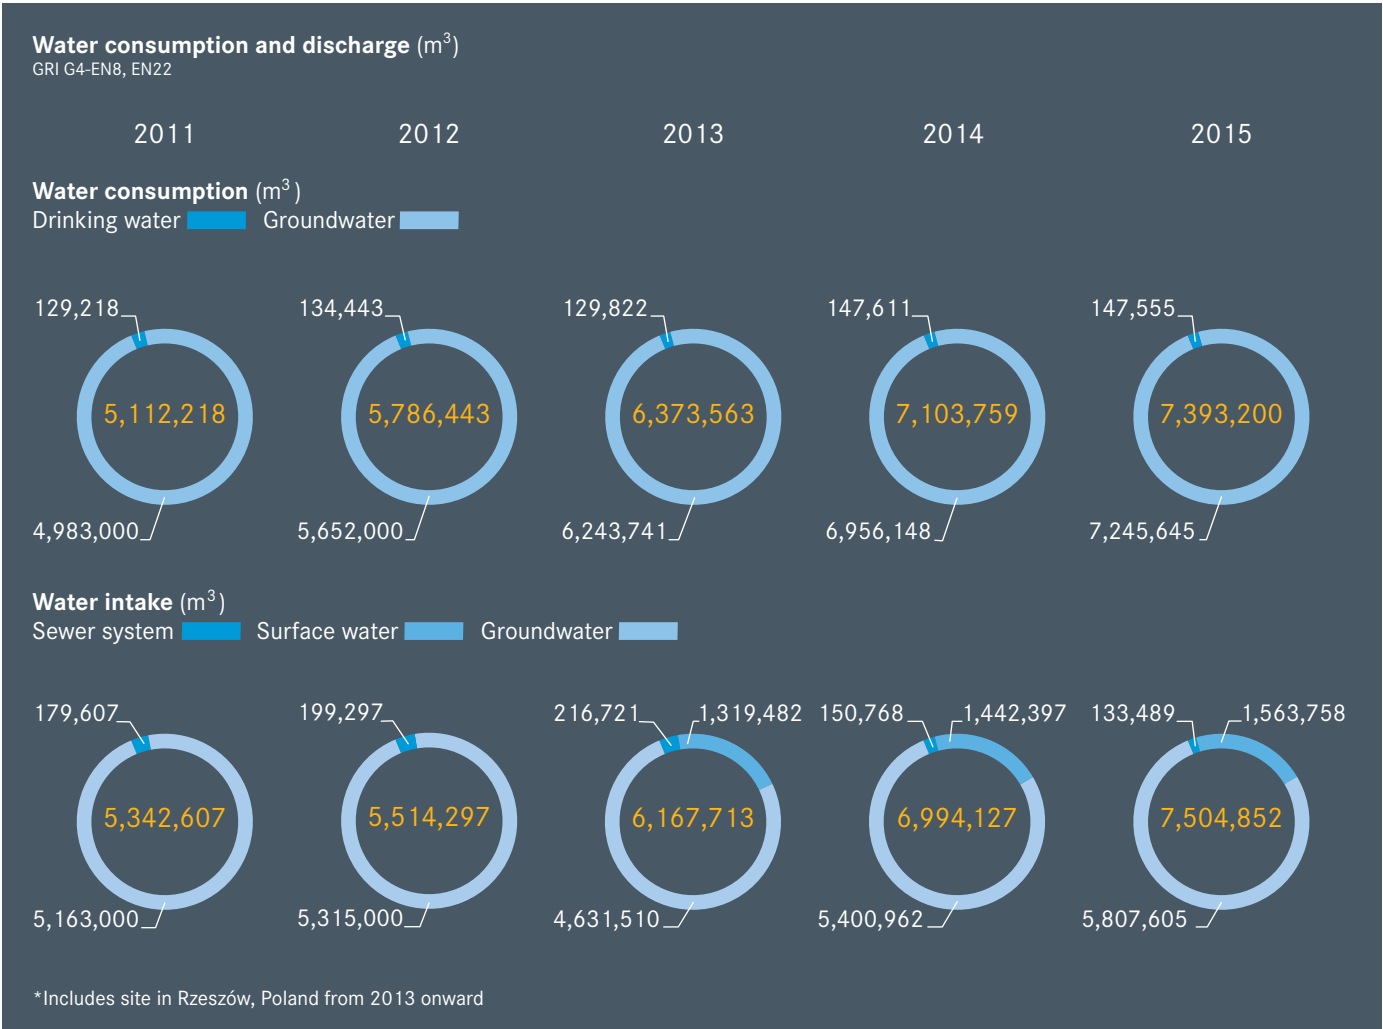 Water consumption and discharge (m³)
GRI G4-EN8, EN22
2011 2012 2013 2014 2015
Water consumption (m³)
Drinking water Groundwater
129,218 134,443 129,822 147,611 147,555
5,112,218 5,786,443 6,373,563 7,103,759 7,393,200
4,983,000 5,652,000 6,243,741 6,956,148 7,245,645
Water intake (m³)
Sewer system Surface water Groundwater
179,607 199,297 216,721 1,319,482 150,768 1,442,397 133,489 1,563,758
5,342,607 5,514,297 6,167,713 6,994,127 7,504,852
5,163,000 5,315,000 4,631,510 5,400,962 5,807,605
*Includes site in Rzeszów, Poland from 2013 onward